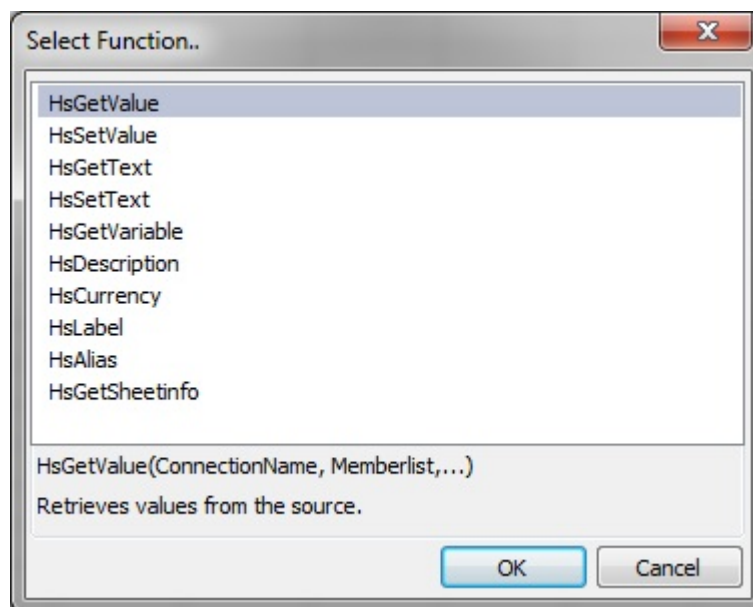 Select Function..
HsGetValue
HsSetValue
HsGetText
HsSetText
HsGetVariable
HsDescription
HsCurrency
HsLabel
HsAlias
HsGetSheetinfo
HsGetValue(ConnectionName, Memberlist,...)
Retrieves values from the source.
OK Cancel